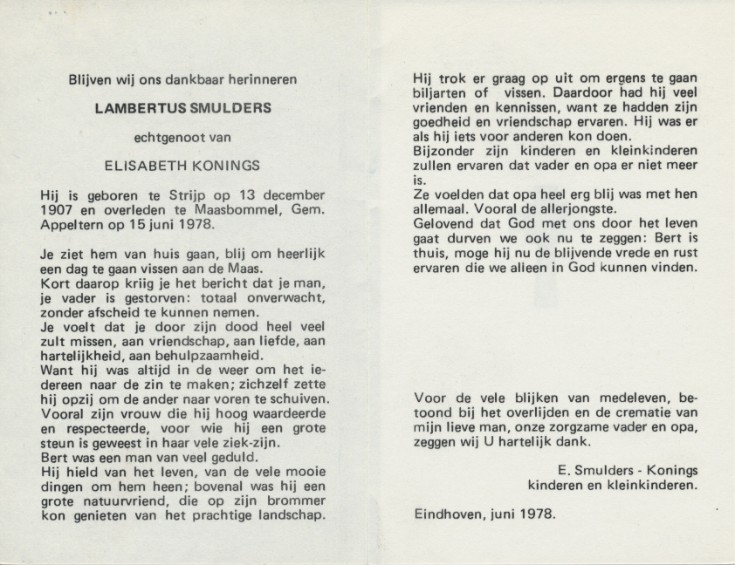 Blijven wij ons dankbaar herinneren
LAMBERTUS SMULDERS
echtgenoot van
ELISABETH KONINGS
Hij is geboren te Strijp op 13 december
1907 en overleden te Maasbommel, Gem.
Appeltern op 15 juni 1978.
Je ziet hem van huis gaan, blij om heerlijk
een dag te gaan vissen aan de Maas.
Kort daarop kriig je het bericht dat je man,
je vader is gestorven: totaal onverwacht,
zonder afscheid te kunnen nemen.
Je voelt dat je door zijn dood heel veel
zult missen, aan vriendschap, aan liefde, aan
hartelijkheid, aan behulpzaamheid.
Want hij was altijd in de weer om het ie-
dereen naar de zin te maken; zichzelf zette
hij opzij om de ander naar voren te schuiven.
Vooral zijn vrouw die hij hoog waardeerde
en respecteerde, voor wie hij een grote
steun is geweest in haar vele ziek-zijn.
Bert was een man van veel geduld.
Hij hield van het leven, van de vele mooie
dingen om hem heen; bovenal was hij een
grote natuurvriend, die op zijn brommer
kon genieten van het prachtige landschap.
Hij trok er graag op uit om ergens te gaan
biljarten of vissen. Daardoor had hij veel
vrienden en kennissen, want ze hadden zijn
goedheid en vriendschap ervaren. Hij was er
als hij iets voor anderen kon doen.
Bijzonder zijn kinderen en kleinkinderen
zullen ervaren dat vader en opa er niet meer
is.
Ze voelden dat opa heel erg blij was met hen
allemaal. Vooral de allerjongste.
Gelovend dat God met ons door het leven
gaat durven we ook nu te zeggen: Bert is
thuis, moge hij nu de blijvende vrede en rust
ervaren die we alleen in God kunnen vinden.
Voor de vele blijken van medeleven, be-
toond bij het overlijden en de crematie van
mijn lieve man, onze zorgzame vader en opa,
zeggen wij U hartelijk dank.
E. Smulders - Konings
kinderen en kleinkinderen.
Eindhoven, juni 1978.